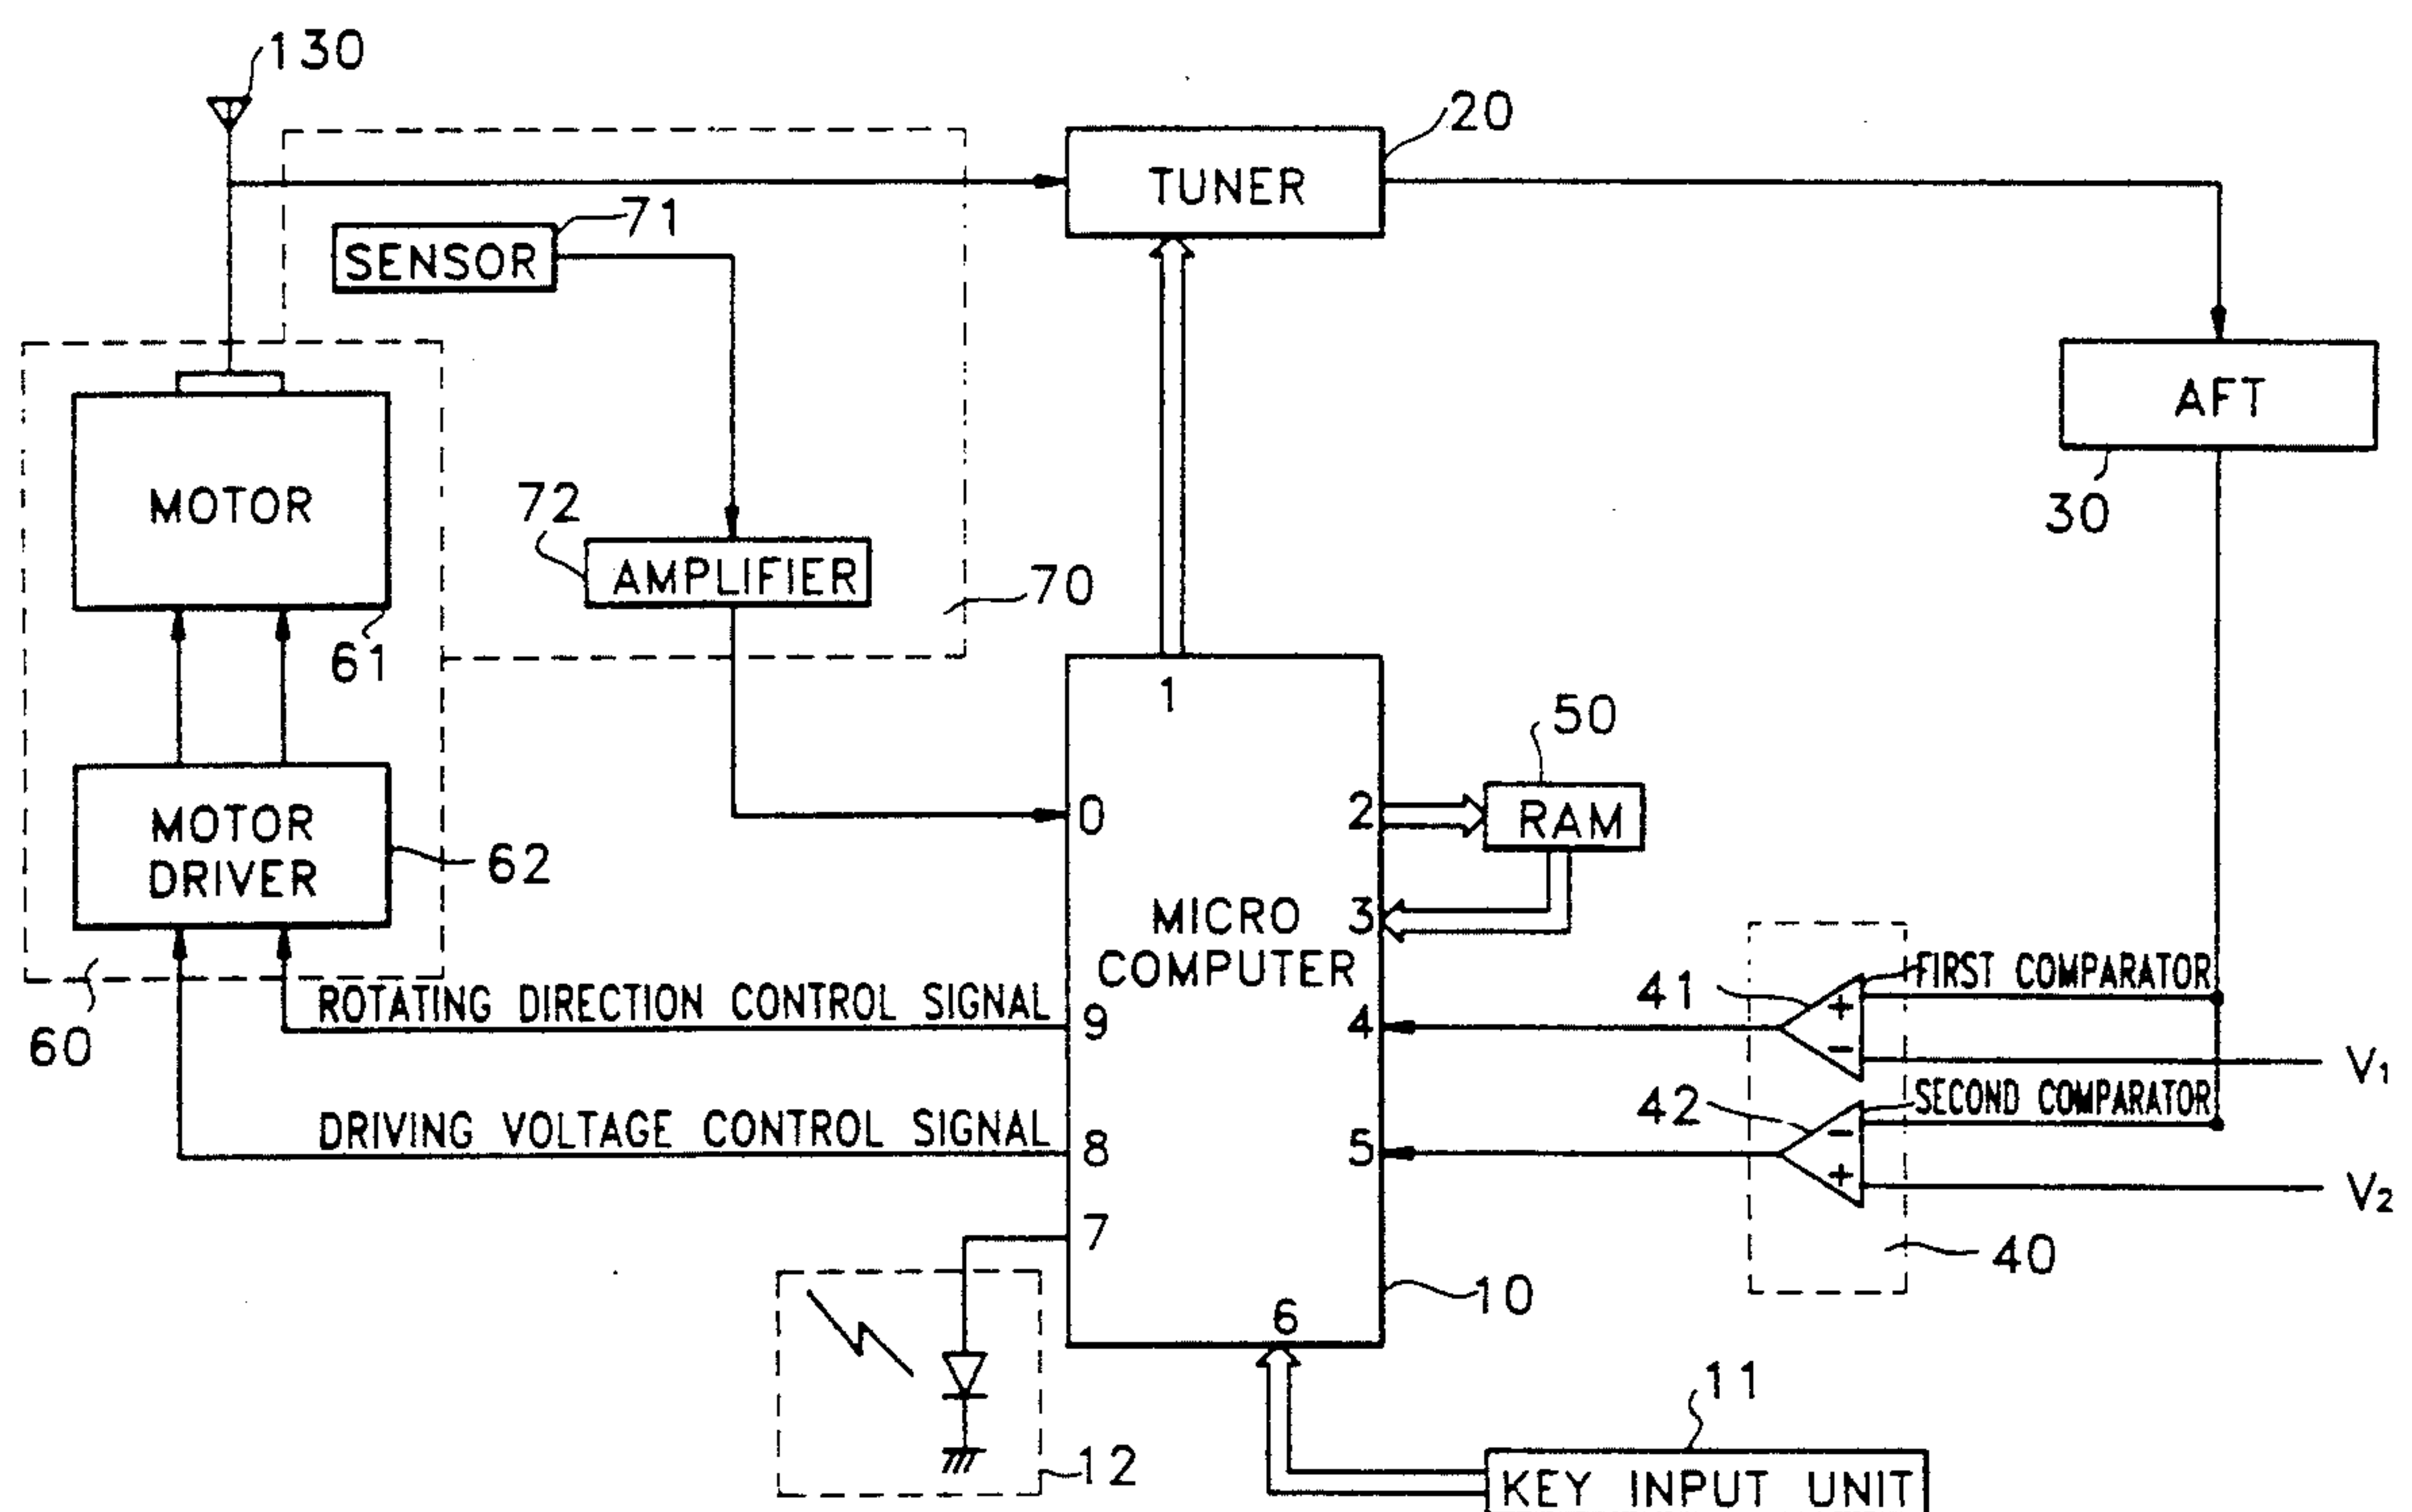 130
20
TUNER
71
SENSOR
AFT
30
MOTOR
72
AMPLIFIER
70
61
1
50
MOTOR
DRIVER
62
0
2
RAM
MICRO
COMPUTER
3
FIRST COMPARATOR
41
+
−
ROTATING DIRECTION CONTROL SIGNAL
9
4
60
V1
SECOND COMPARATOR
42
−
+
DRIVING VOLTAGE CONTROL SIGNAL
8
5
V2
7
40
10
6
12
11
KEY INPUT UNIT